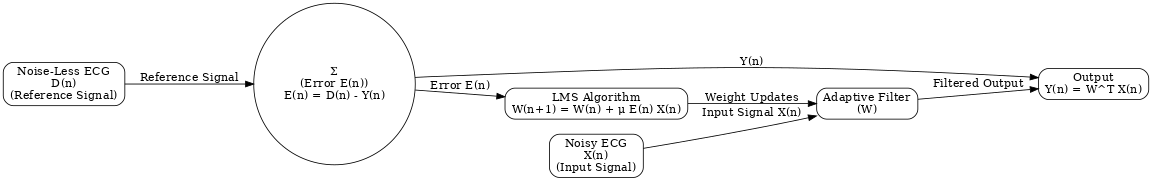 Noise-Less ECG
D(n)
(Reference Signal)
Reference Signal
Σ
(Error E(n))
E(n) = D(n) - Y(n)
Y(n)
Error E(n)
LMS Algorithm
W(n+1) = W(n) + μ E(n) X(n)
Weight Updates
Input Signal X(n)
Noisy ECG
X(n)
(Input Signal)
Adaptive Filter
(W)
Filtered Output
Output
Y(n) = W^T X(n)